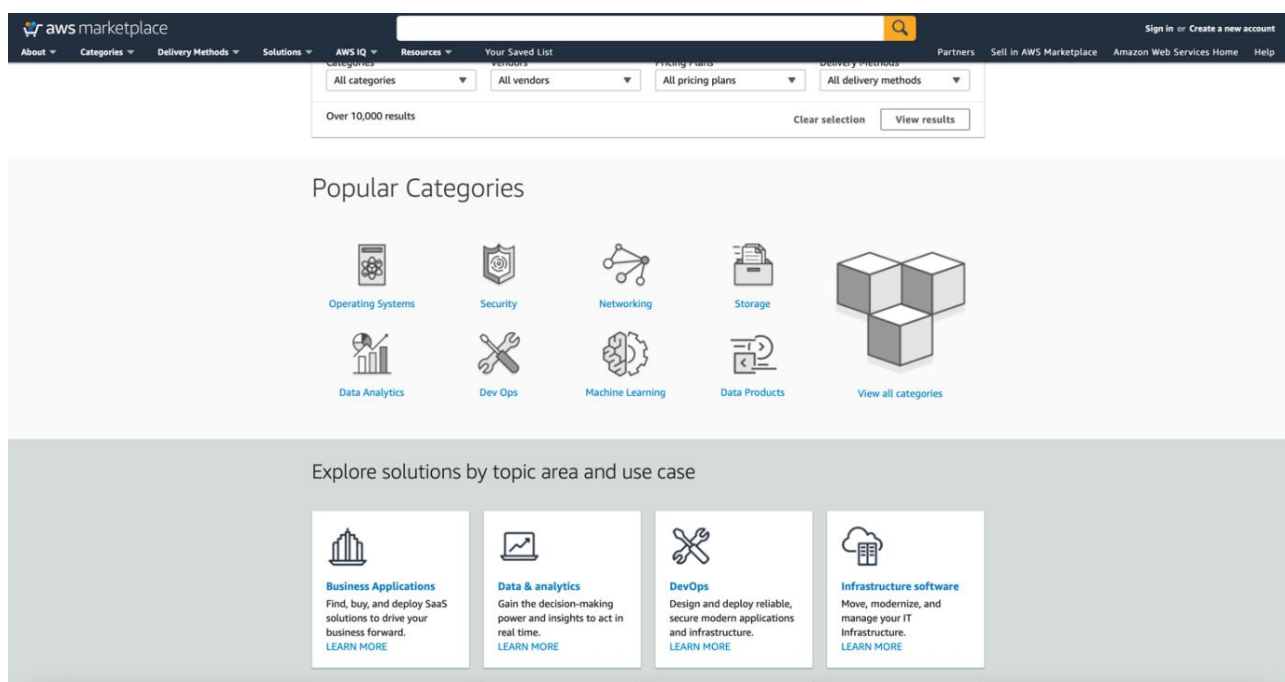 aws marketplace
Sign in or Create a new account
About Categories Delivery Methods Solutions AWS IQ Resources Your Saved List Partners Sell in AWS Marketplace Amazon Web Services Home Help
Categories Vendors Pricing Plans Delivery Methods
All categories All vendors All pricing plans All delivery methods
Over 10,000 results Clear selection View results
Popular Categories
Operating Systems Security Networking Storage
Data Analytics Dev Ops Machine Learning Data Products View all categories
Explore solutions by topic area and use case
Business Applications
Find, buy, and deploy SaaS
solutions to drive your
business forward.
LEARN MORE
Data & analytics
Gain the decision-making
power and insights to act in
real time.
LEARN MORE
DevOps
Design and deploy reliable,
secure modern applications
and infrastructure.
LEARN MORE
Infrastructure software
Move, modernize, and
manage your IT
Infrastructure.
LEARN MORE